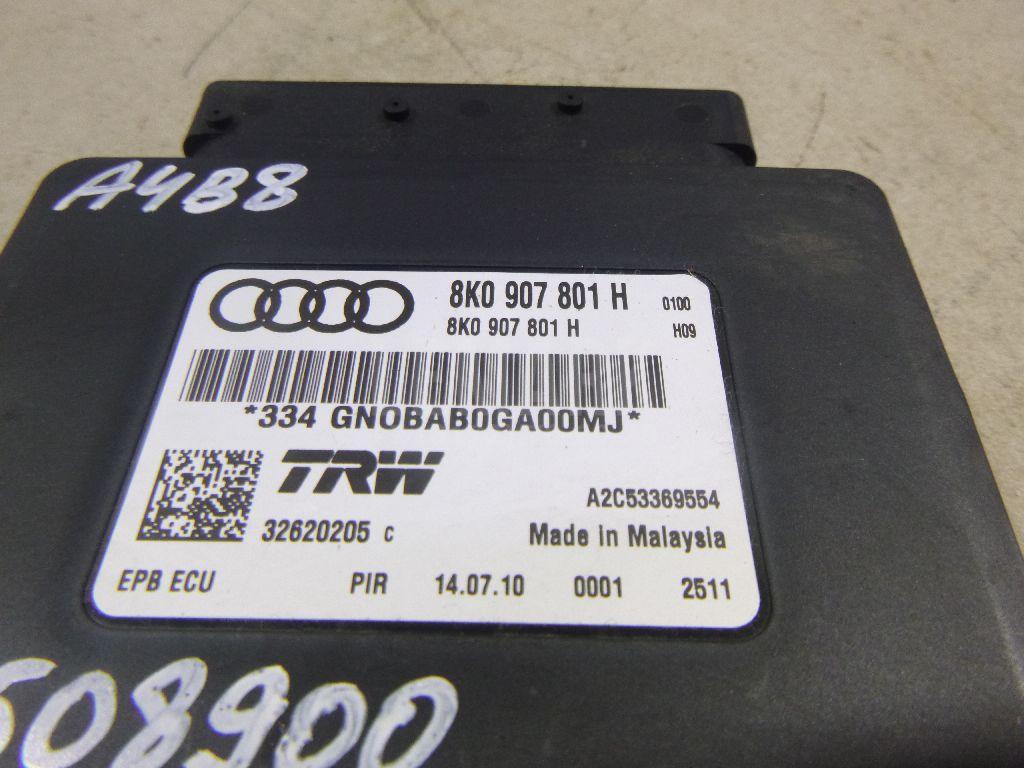 A4B8
8K0 907 801 H 0100
8K0 907 801 H H09
*334 GNOBAB0GA00MJ*
TRW
A2C53369554
32620205 C Made in Malaysia
EPB ECU PIR 14.07.10 0001 2511
508900